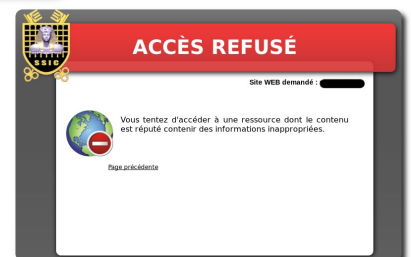 SSIC
ACCÈS REFUSÉ
Site WEB demandé :
Vous tentez d'accéder à une ressource dont le contenu
est réputé contenir des informations inappropriées.
Page précédente